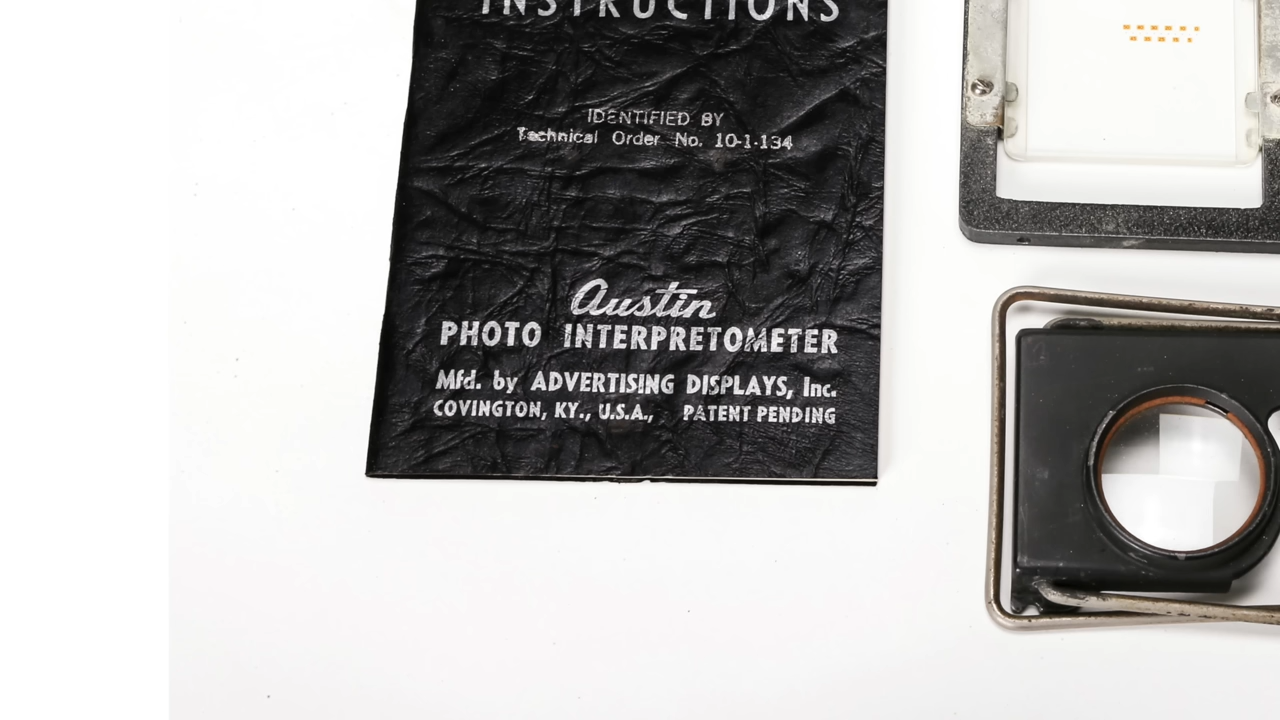 INSTRUCTIONS
IDENTIFIED BY
Technical Order No. 10-1-134
Austin
PHOTO INTERPRETOMETER
Mfd. by ADVERTISING DISPLAYS, Inc.
COVINGTON, KY., U.S.A., PATENT PENDING